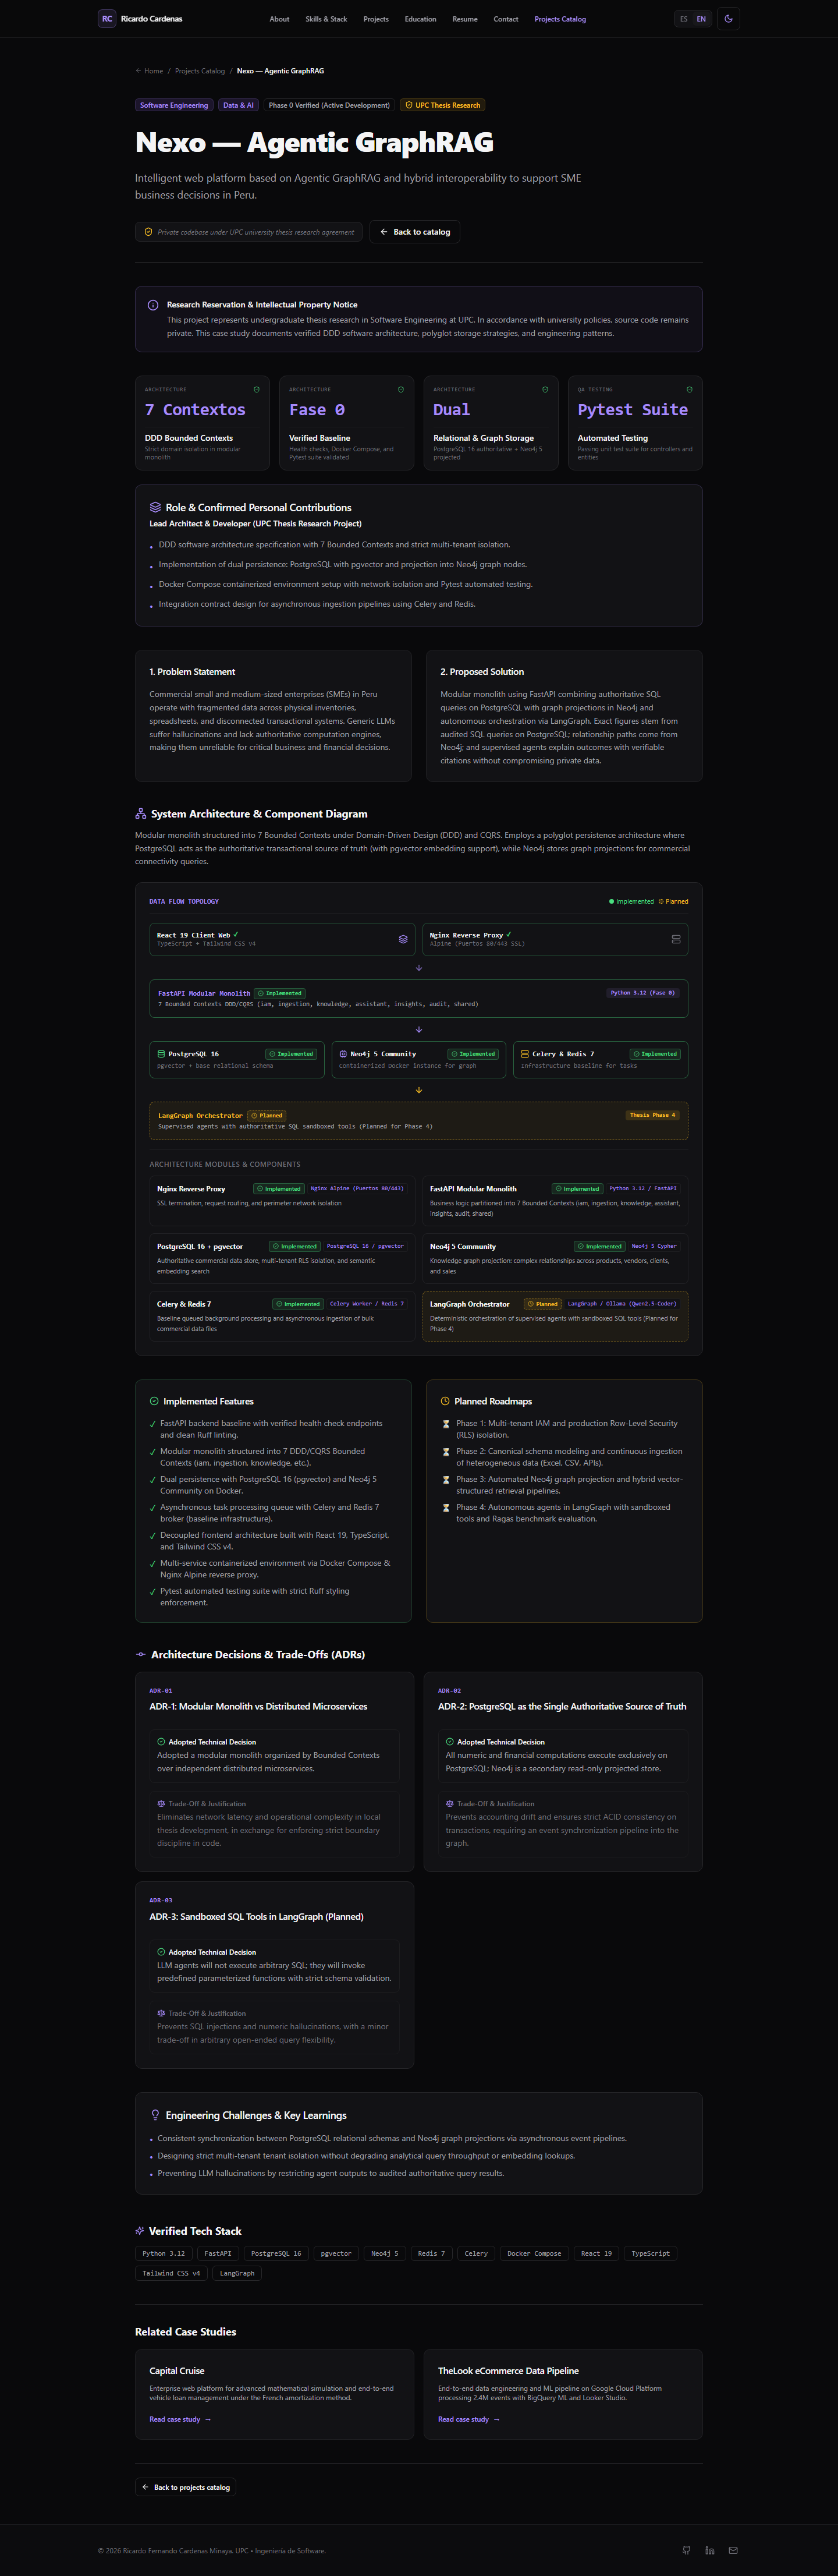 RC Ricardo Cardenas
About Skills & Stack Projects Education Resume Contact Projects Catalog
ES EN
← Home / Projects Catalog / Nexo — Agentic GraphRAG
Software Engineering Data & AI Phase 0 Verified (Active Development) UPC Thesis Research
Nexo — Agentic GraphRAG
Intelligent web platform based on Agentic GraphRAG and hybrid interoperability to support SME
business decisions in Peru.
Private codebase under UPC university thesis research agreement
← Back to catalog
Research Reservation & Intellectual Property Notice
This project represents undergraduate thesis research in Software Engineering at UPC. In accordance with university policies, source code remains
private. This case study documents verified DDD software architecture, polyglot storage strategies, and engineering patterns.
ARCHITECTURE
7 Contextos
DDD Bounded Contexts
Strict domain isolation in modular
monolith
ARCHITECTURE
Fase 0
Verified Baseline
Health checks, Docker Compose, and
Pytest suite validated
ARCHITECTURE
Dual
Relational & Graph Storage
PostgreSQL 16 authoritative + Neo4j 5
projected
QA TESTING
Pytest Suite
Automated Testing
Passing unit test suite for controllers and
entities
Role & Confirmed Personal Contributions
Lead Architect & Developer (UPC Thesis Research Project)
• DDD software architecture specification with 7 Bounded Contexts and strict multi-tenant isolation.
• Implementation of dual persistence: PostgreSQL with pgvector and projection into Neo4j graph nodes.
• Docker Compose containerized environment setup with network isolation and Pytest automated testing.
• Integration contract design for asynchronous ingestion pipelines using Celery and Redis.
1. Problem Statement
Commercial small and medium-sized enterprises (SMEs) in Peru
operate with fragmented data across physical inventories,
spreadsheets, and disconnected transactional systems. Generic LLMs
suffer hallucinations and lack authoritative computation engines,
making them unreliable for critical business and financial decisions.
2. Proposed Solution
Modular monolith using FastAPI combining authoritative SQL
queries on PostgreSQL with graph projections in Neo4j and
autonomous orchestration via LangGraph. Exact figures stem from
audited SQL queries on PostgreSQL; relationship paths come from
Neo4j; and supervised agents explain outcomes with verifiable
citations without compromising private data.
System Architecture & Component Diagram
Modular monolith structured into 7 Bounded Contexts under Domain-Driven Design (DDD) and CQRS. Employs a polyglot persistence architecture where
PostgreSQL acts as the authoritative transactional source of truth (with pgvector embedding support), while Neo4j stores graph projections for commercial
connectivity queries.
DATA FLOW TOPOLOGY
Implemented Planned
React 19 Client Web ✓
TypeScript + Tailwind CSS v4
Nginx Reverse Proxy ✓
Alpine (Puertos 80/443 SSL)
↓
FastAPI Modular Monolith Implemented Python 3.12 (Fase 0)
7 Bounded Contexts DDD/CQRS (iam, ingestion, knowledge, assistant, insights, audit, shared)
↓
PostgreSQL 16 Implemented
pgvector + base relational schema
Neo4j 5 Community Implemented
Containerized Docker instance for graph
Celery & Redis 7 Implemented
Infrastructure baseline for tasks
↓
LangGraph Orchestrator Planned Thesis Phase 4
Supervised agents with authoritative SQL sandboxed tools (Planned for Phase 4)
ARCHITECTURE MODULES & COMPONENTS
Nginx Reverse Proxy Implemented Nginx Alpine (Puertos 80/443)
SSL termination, request routing, and perimeter network isolation
FastAPI Modular Monolith Implemented Python 3.12 / FastAPI
Business logic partitioned into 7 Bounded Contexts (iam, ingestion, knowledge, assistant,
insights, audit, shared)
PostgreSQL 16 + pgvector Implemented PostgreSQL 16 / pgvector
Authoritative commercial data store, multi-tenant RLS isolation, and semantic
embedding search
Neo4j 5 Community Implemented Neo4j 5 Cypher
Knowledge graph projection: complex relationships across products, vendors, clients,
and sales
Celery & Redis 7 Implemented Celery Worker / Redis 7
Baseline queued background processing and asynchronous ingestion of bulk
commercial data files
LangGraph Orchestrator Planned LangGraph / Ollama (Qwen2.5-Coder)
Deterministic orchestration of supervised agents with sandboxed SQL tools (Planned for
Phase 4)
Implemented Features
✓ FastAPI backend baseline with verified health check endpoints
and clean Ruff linting.
✓ Modular monolith structured into 7 DDD/CQRS Bounded
Contexts (iam, ingestion, knowledge, etc.).
✓ Dual persistence with PostgreSQL 16 (pgvector) and Neo4j 5
Community on Docker.
✓ Asynchronous task processing queue with Celery and Redis 7
broker (baseline infrastructure).
✓ Decoupled frontend architecture built with React 19, TypeScript,
and Tailwind CSS v4.
✓ Multi-service containerized environment via Docker Compose &
Nginx Alpine reverse proxy.
✓ Pytest automated testing suite with strict Ruff styling
enforcement.
Planned Roadmaps
⏳ Phase 1: Multi-tenant IAM and production Row-Level Security
(RLS) isolation.
⏳ Phase 2: Canonical schema modeling and continuous ingestion
of heterogeneous data (Excel, CSV, APIs).
⏳ Phase 3: Automated Neo4j graph projection and hybrid vector-
structured retrieval pipelines.
⏳ Phase 4: Autonomous agents in LangGraph with sandboxed
tools and Ragas benchmark evaluation.
Architecture Decisions & Trade-Offs (ADRs)
ADR-01
ADR-1: Modular Monolith vs Distributed Microservices
Adopted Technical Decision
Adopted a modular monolith organized by Bounded Contexts
over independent distributed microservices.
Trade-Off & Justification
Eliminates network latency and operational complexity in local
thesis development, in exchange for enforcing strict boundary
discipline in code.
ADR-02
ADR-2: PostgreSQL as the Single Authoritative Source of Truth
Adopted Technical Decision
All numeric and financial computations execute exclusively on
PostgreSQL; Neo4j is a secondary read-only projected store.
Trade-Off & Justification
Prevents accounting drift and ensures strict ACID consistency on
transactions, requiring an event synchronization pipeline into the
graph.
ADR-03
ADR-3: Sandboxed SQL Tools in LangGraph (Planned)
Adopted Technical Decision
LLM agents will not execute arbitrary SQL; they will invoke
predefined parameterized functions with strict schema validation.
Trade-Off & Justification
Prevents SQL injections and numeric hallucinations, with a minor
trade-off in arbitrary open-ended query flexibility.
Engineering Challenges & Key Learnings
• Consistent synchronization between PostgreSQL relational schemas and Neo4j graph projections via asynchronous event pipelines.
• Designing strict multi-tenant tenant isolation without degrading analytical query throughput or embedding lookups.
• Preventing LLM hallucinations by restricting agent outputs to audited authoritative query results.
Verified Tech Stack
Python 3.12 FastAPI PostgreSQL 16 pgvector Neo4j 5 Redis 7 Celery Docker Compose React 19 TypeScript
Tailwind CSS v4 LangGraph
Related Case Studies
Capital Cruise
Enterprise web platform for advanced mathematical simulation and end-to-end
vehicle loan management under the French amortization method.
Read case study →
TheLook eCommerce Data Pipeline
End-to-end data engineering and ML pipeline on Google Cloud Platform
processing 2.4M events with BigQuery ML and Looker Studio.
Read case study →
← Back to projects catalog
© 2026 Ricardo Fernando Cardenas Minaya. UPC • Ingeniería de Software.